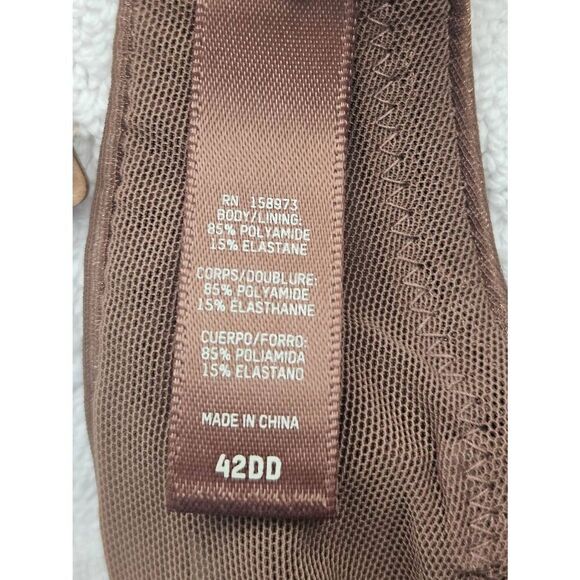 RN 158973
BODY/LINING:
85% POLYAMIDE
15% ELASTANE
CORPS/DOUBLURE:
85% POLYAMIDE
15% ÉLASTHANNE
CUERPO/FORRO:
85% POLIAMIDA
15% ELASTANO
MADE IN CHINA
42DD